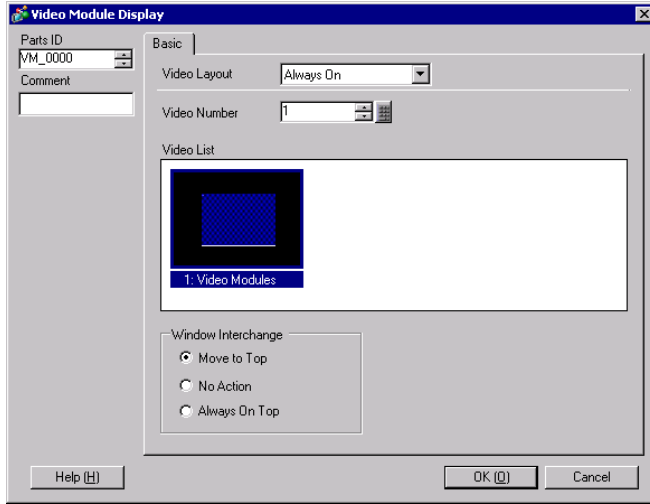 Video Module Display
Parts ID
VM_0000
Comment
Basic
Video Layout
Always On
Video Number
1
Video List
1: Video Modules
Window Interchange
Move to Top
No Action
Always On Top
Help (H)
OK (O)
Cancel